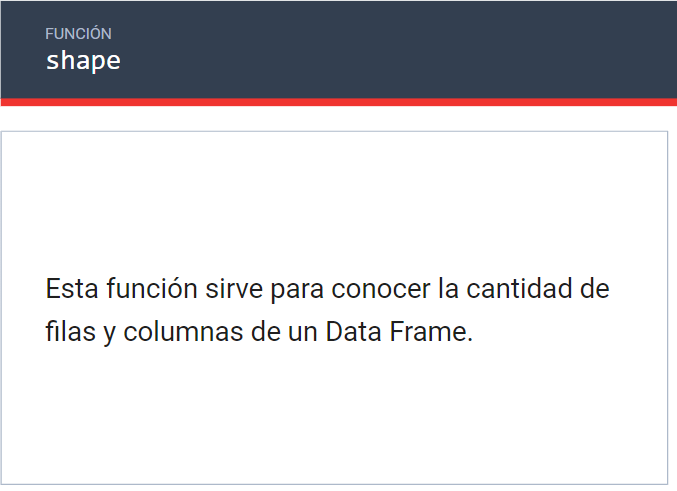 FUNCIÓN
shape
Esta función sirve para conocer la cantidad de
filas y columnas de un Data Frame.